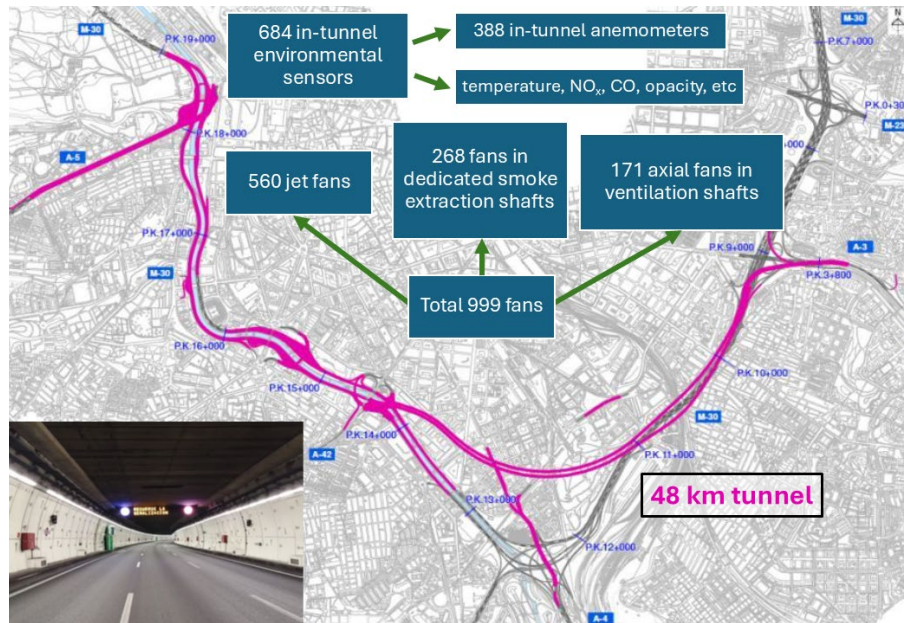 M-30
P.K.19+000
684 in-tunnel
environmental
sensors
388 in-tunnel anemometers
temperature, NOx, CO, opacity, etc
M-30
N
P.K.7+000
P.K.0+30
M-23
+000
P.K.18+000
A-5
560 jet fans
268 fans in
dedicated smoke
extraction shafts
171 axial fans in
ventilation shafts
P.K.17+000
M-30
P.K.9+000
A-3
P.K.3+800
Total 999 fans
P.K.16+000
P.K.15+000
P.K.10+000
M-30
P.K.14+000
A-42
P.K.11+000
48 km tunnel
P.K.13+000
P.K.12+000
A-4